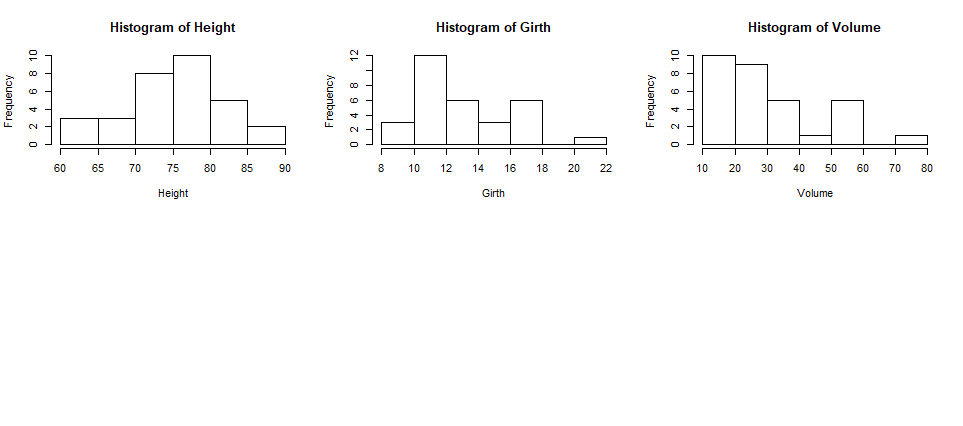 Histogram of Height
Frequency
0 2 4 6 8 10
60 65 70 75 80 85 90
Height
Histogram of Girth
Frequency
0 2 4 6 8 12
8 10 12 14 16 18 20 22
Girth
Histogram of Volume
Frequency
0 2 4 6 8 10
10 20 30 40 50 60 70 80
Volume